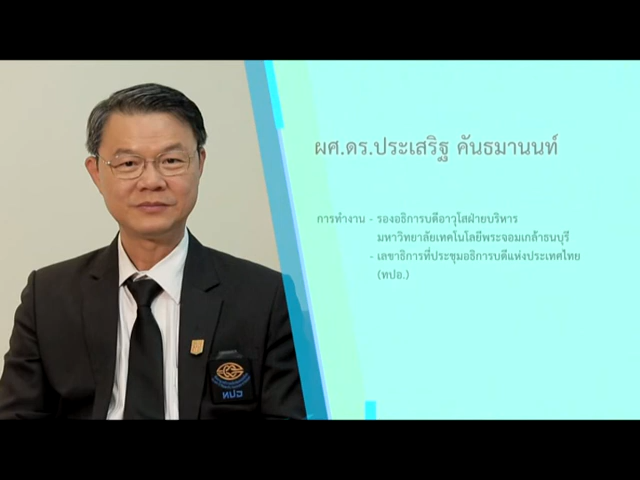 ผศ.ดร.ประเสริฐ คันธมานนท์
การทำงาน - รองอธิการบดีอาวุโสฝ่ายบริหาร
มหาวิทยาลัยเทคโนโลยีพระจอมเกล้าธนบุรี
- เลขาธิการที่ประชุมอธิการบดีแห่งประเทศไทย
(ทปอ.)
ทปอ